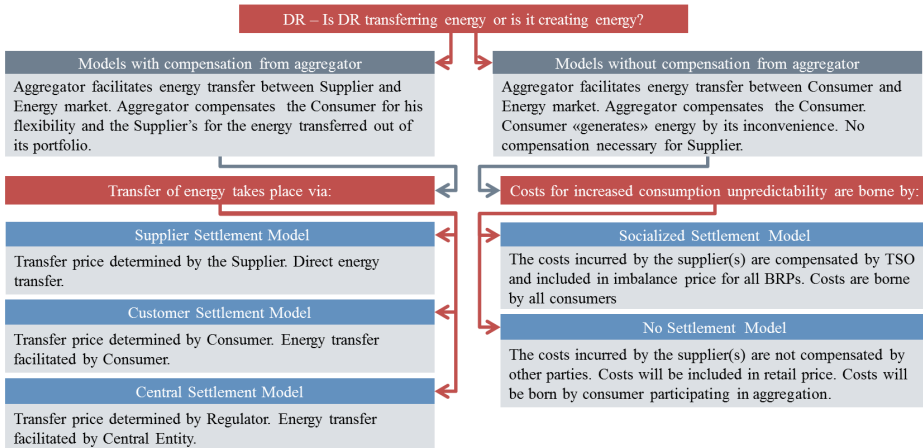 DR – Is DR transferring energy or is it creating energy?
Models with compensation from aggregator
Aggregator facilitates energy transfer between Supplier and
Energy market. Aggregator compensates the Consumer for his
flexibility and the Supplier's for the energy transferred out of
its portfolio.
Models without compensation from aggregator
Aggregator facilitates energy transfer between Consumer and
Energy market. Aggregator compensates the Consumer.
Consumer «generates» energy by its inconvenience. No
compensation necessary for Supplier.
Transfer of energy takes place via:
Supplier Settlement Model
Transfer price determined by the Supplier. Direct energy
transfer.
Customer Settlement Model
Transfer price determined by Consumer. Energy transfer
facilitated by Consumer.
Central Settlement Model
Transfer price determined by Regulator. Energy transfer
facilitated by Central Entity.
Costs for increased consumption unpredictability are borne by:
Socialized Settlement Model
The costs incurred by the supplier(s) are compensated by TSO
and included in imbalance price for all BRPs. Costs are borne
by all consumers
No Settlement Model
The costs incurred by the supplier(s) are not compensated by
other parties. Costs will be included in retail price. Costs will
be born by consumer participating in aggregation.